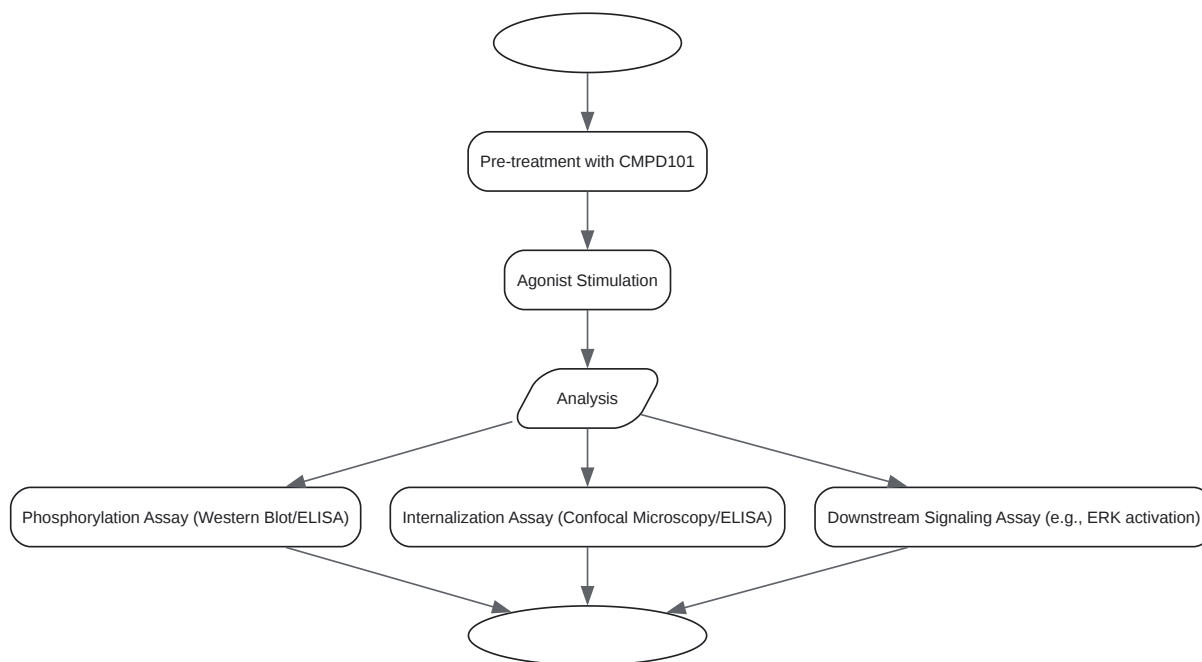 Pre-treatment with CMPD101
Agonist Stimulation
Analysis
Phosphorylation Assay (Western Blot/ELISA)
Internalization Assay (Confocal Microscopy/ELISA)
Downstream Signaling Assay (e.g., ERK activation)